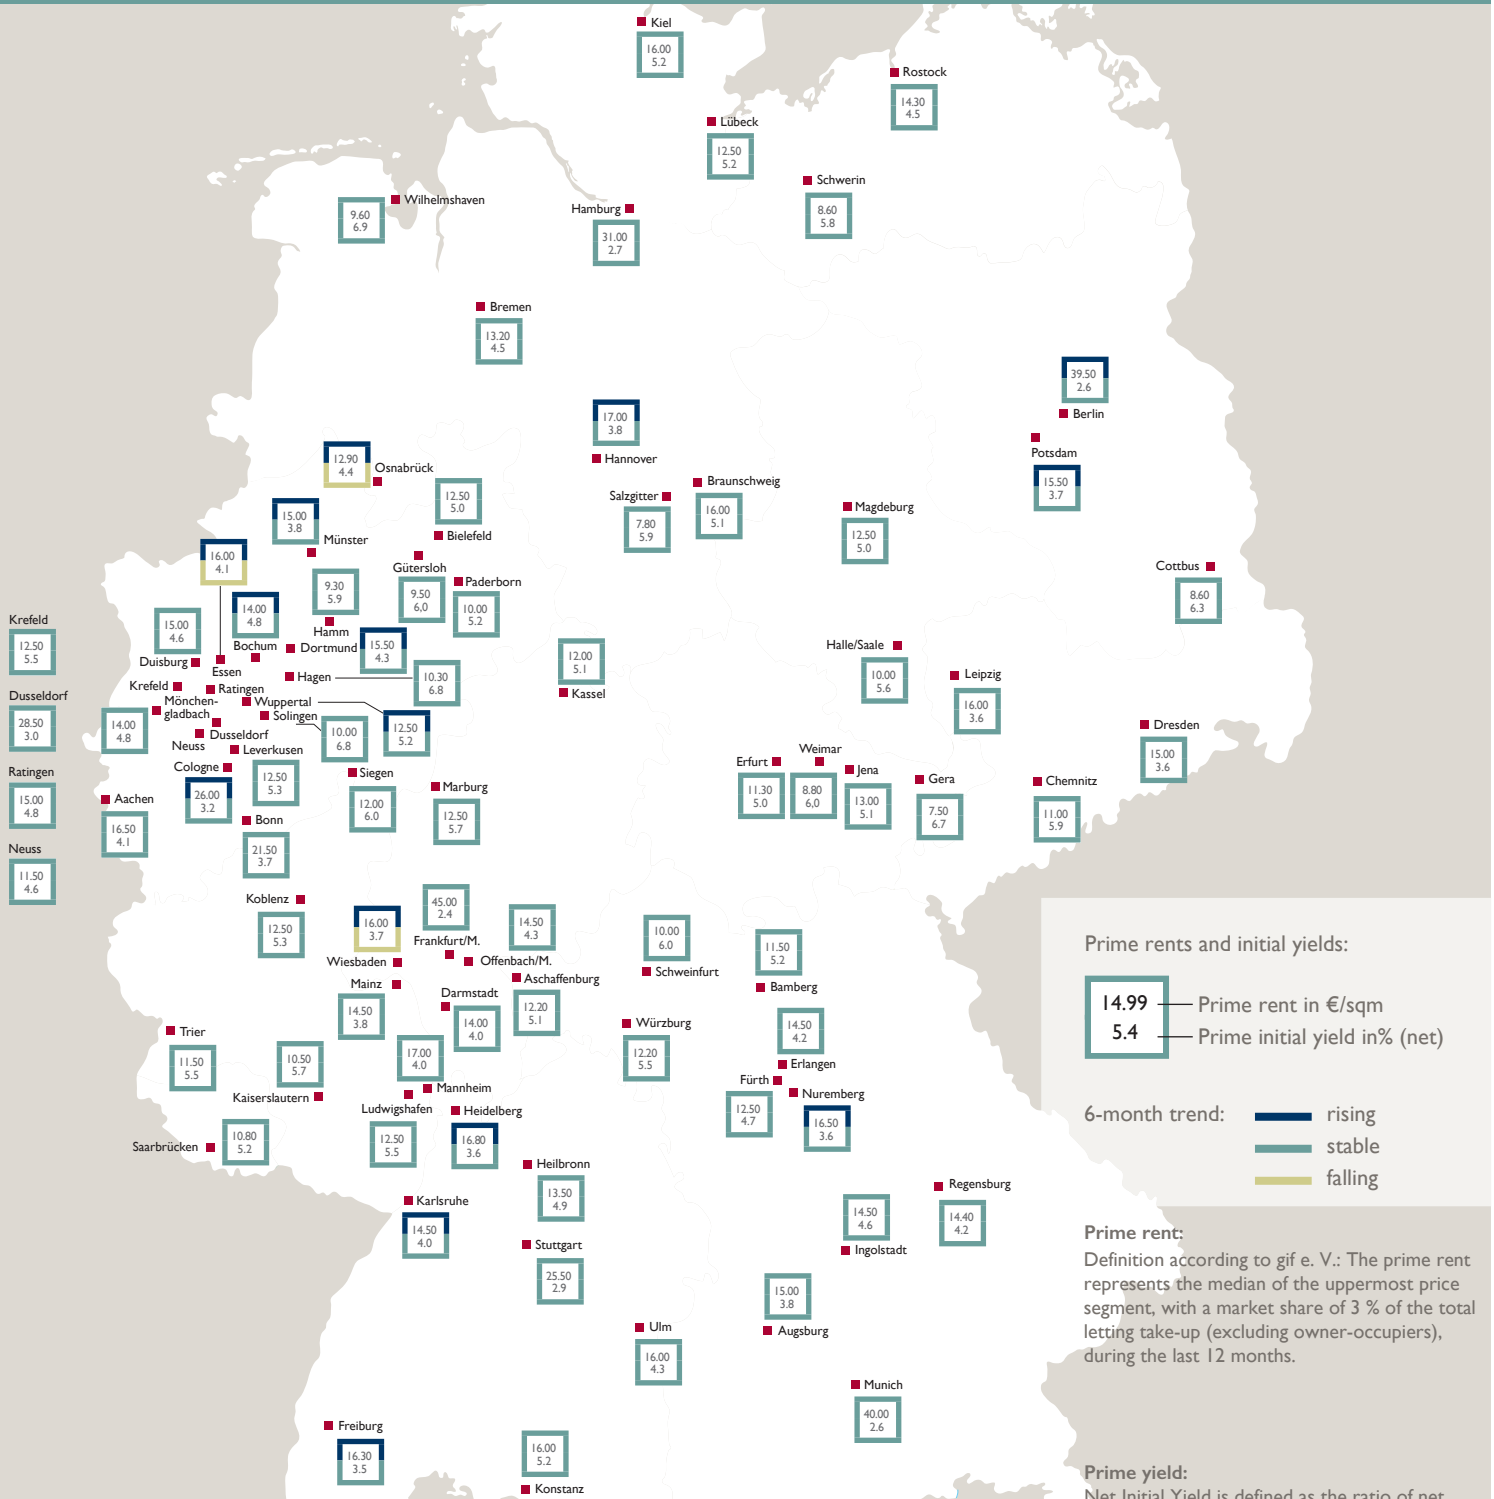 Kiel
16.00
5.2
Rostock
14.30
4.5
Lübeck
12.50
5.2
Schwerin
8.60
5.8
Wilhelmshaven
9.60
6.9
Hamburg
31.00
2.7
Bremen
13.20
4.5
39.50
2.6
Berlin
17.00
3.8
Hannover
Potsdam
15.50
3.7
12.90
4.4
Osnabrück
12.50
5.0
Bielefeld
Salzgitter
7.80
5.9
Braunschweig
16.00
5.1
Magdeburg
12.50
5.0
15.00
3.8
Münster
16.00
4.1
Essen
Gütersloh
9.50
6,0
Paderborn
10.00
5.2
9.30
5.9
Hamm
Cottbus
8.60
6.3
14.00
4.8
Bochum
15.00
4.6
Duisburg
Dortmund
15.50
4.3
Hagen
10.30
6.8
12.00
5.1
Kassel
Halle/Saale
10.00
5.6
Leipzig
16.00
3.6
Krefeld
12.50
5.5
Dusseldorf
28.50
3.0
Ratingen
15.00
4.8
Neuss
11.50
4.6
Krefeld
Ratingen
Mönchen-
gladbach
14.00
4.8
Wuppertal
12.50
5.2
Solingen
10.00
6.8
Dusseldorf
Neuss
Leverkusen
12.50
5.3
Cologne
26.00
3.2
Dresden
15.00
3.6
Erfurt
11.30
5.0
Weimar
8.80
6,0
Jena
13.00
5.1
Gera
7.50
6.7
Chemnitz
11.00
5.9
Siegen
12.00
6.0
Marburg
12.50
5.7
Aachen
16.50
4.1
Bonn
21.50
3.7
Koblenz
12.50
5.3
16.00
3.7
Wiesbaden
45.00
2.4
Frankfurt/M.
14.50
4.3
Offenbach/M.
10.00
6.0
Schweinfurt
11.50
5.2
Bamberg
Mainz
14.50
3.8
Darmstadt
14.00
4.0
Aschaffenburg
12.20
5.1
Würzburg
12.20
5.5
14.50
4.2
Erlangen
Trier
11.50
5.5
10.50
5.7
Kaiserslautern
17.00
4.0
Mannheim
Fürth
12.50
4.7
Nuremberg
16.50
3.6
Ludwigshafen
12.50
5.5
Heidelberg
16.80
3.6
Saarbrücken
10.80
5.2
Heilbronn
13.50
4.9
Karlsruhe
14.50
4.0
Regensburg
14.40
4.2
14.50
4.6
Ingolstadt
Stuttgart
25.50
2.9
15.00
3.8
Augsburg
Ulm
16.00
4.3
Munich
40.00
2.6
Freiburg
16.30
3.5
16.00
5.2
Konstanz
Prime rents and initial yields:
14.99 Prime rent in €/sqm
5.4 Prime initial yield in% (net)
6-month trend: rising
stable
falling
Prime rent:
Definition according to gif e. V.: The prime rent
represents the median of the uppermost price
segment, with a market share of 3 % of the total
letting take-up (excluding owner-occupiers),
during the last 12 months.
Prime yield:
Net Initial Yield is defined as the ratio of net